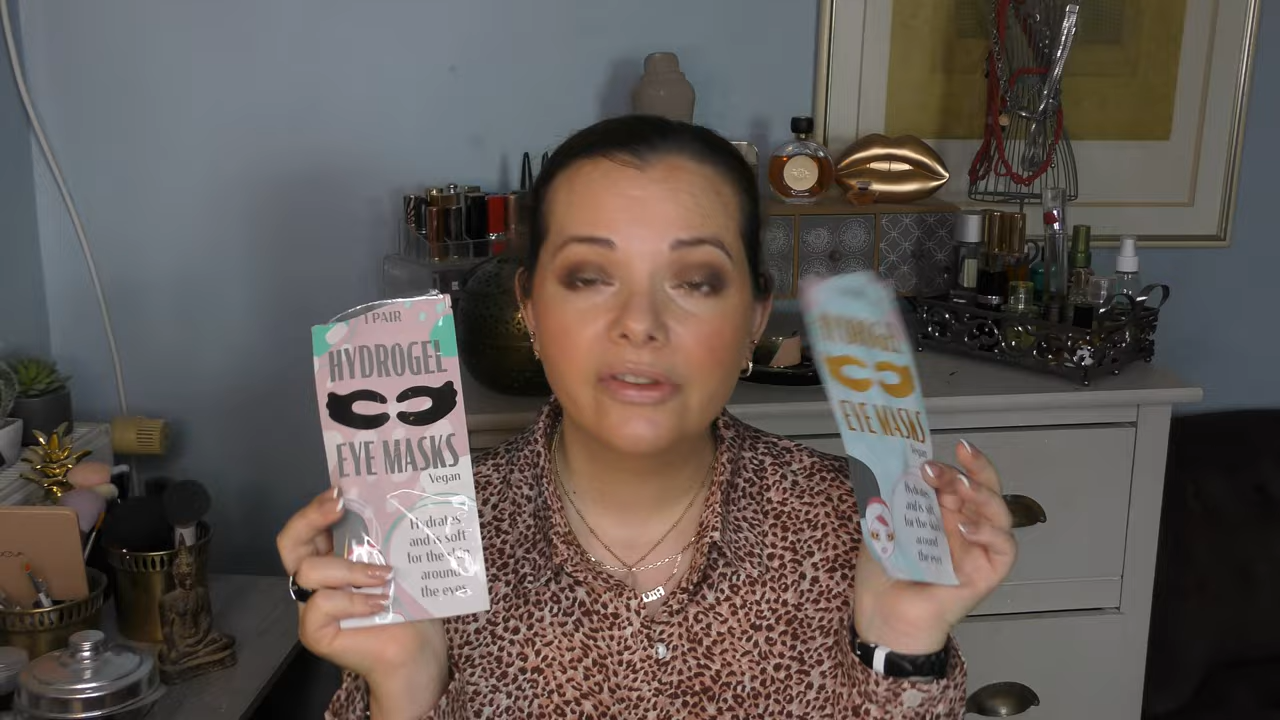 1 PAIR
HYDROGEL
EYE MASKS
Vegan
Hydrates
and is soft
for the skin
around
the eyes
HYDROGEL
EYE MASKS
Vegan
Hydrates
and is soft
for the skin
around
the eyes